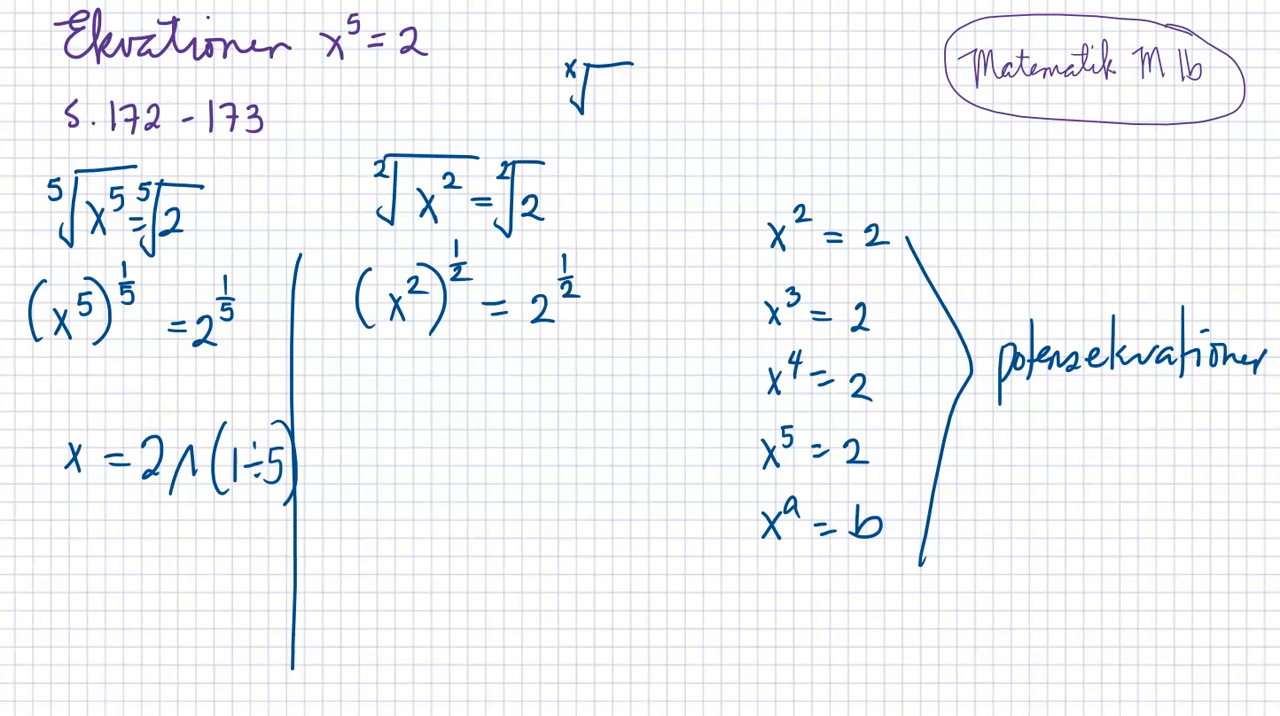 Ekvationer x⁵ = 2
Matematik M 1b
s. 172 - 173
ˣ√
⁵√x⁵ = ⁵√2
(x⁵)^(1/5) = 2^(1/5)
x = 2 ∧ (1÷5)
²√x² = ²√2
(x²)^(1/2) = 2^(1/2)
x² = 2
x³ = 2
x⁴ = 2
x⁵ = 2
xᵃ = b
potensekvationer